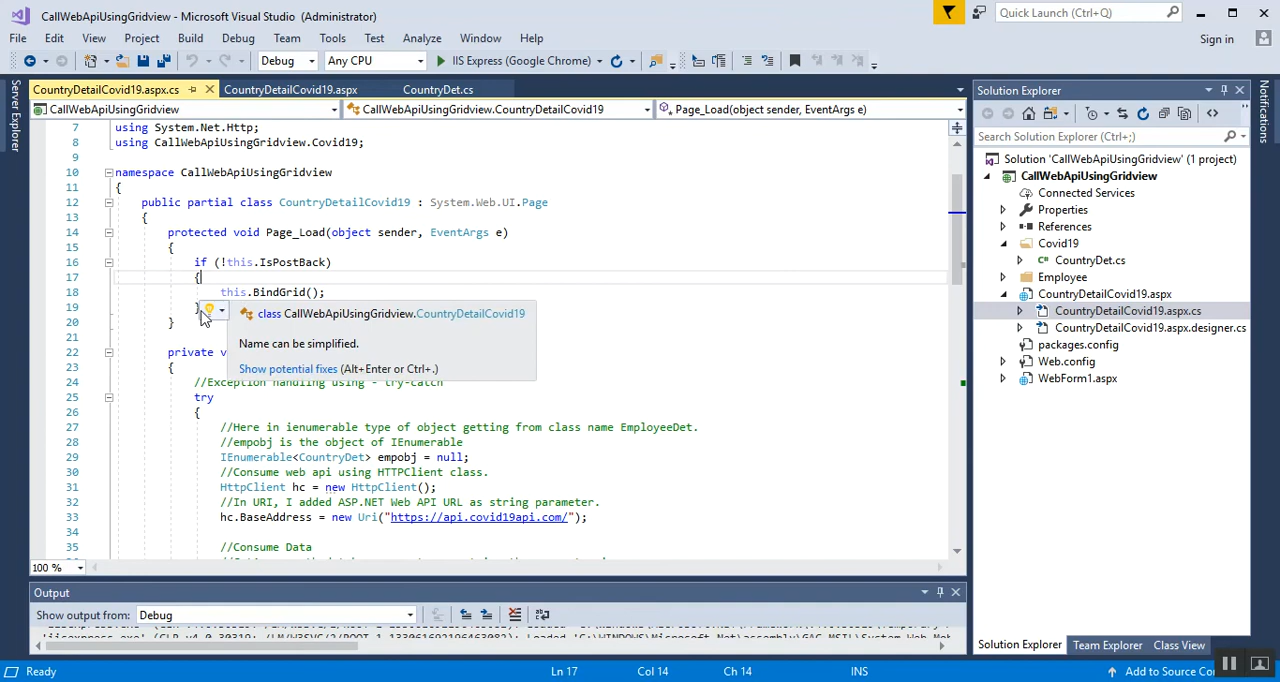 CallWebApiUsingGridview - Microsoft Visual Studio (Administrator)
Quick Launch (Ctrl+Q)
File Edit View Project Build Debug Team Tools Test Analyze Window Help
Sign in
Debug Any CPU IIS Express (Google Chrome)
Server Explorer
CountryDetailCovid19.aspx.cs CountryDetailCovid19.aspx CountryDet.cs
CallWebApiUsingGridview CallWebApiUsingGridview.CountryDetailCovid19 Page_Load(object sender, EventArgs e)
7 using System.Net.Http;
8 using CallWebApiUsingGridview.Covid19;
9
10 namespace CallWebApiUsingGridview
11 {
12 public partial class CountryDetailCovid19 : System.Web.UI.Page
13 {
14 protected void Page_Load(object sender, EventArgs e)
15 {
16 if (!this.IsPostBack)
17 {
18 this.BindGrid();
19 }
20 }
21
22 private v
23 {
24 //Exception handling using - try-catch
25 try
26 {
27 //Here in ienumerable type of object getting from class name EmployeeDet.
28 //empobj is the object of IEnumerable
29 IEnumerable<CountryDet> empobj = null;
30 //Consume web api using HTTPClient class.
31 HttpClient hc = new HttpClient();
32 //In URI, I added ASP.NET Web API URL as string parameter.
33 hc.BaseAddress = new Uri("https://api.covid19api.com/");
34
35 //Consume Data
class CallWebApiUsingGridview.CountryDetailCovid19
Name can be simplified.
Show potential fixes (Alt+Enter or Ctrl+.)
100 %
Output
Show output from: Debug
Solution Explorer
Search Solution Explorer (Ctrl+;)
Solution 'CallWebApiUsingGridview' (1 project)
CallWebApiUsingGridview
Connected Services
Properties
References
Covid19
CountryDet.cs
Employee
CountryDetailCovid19.aspx
CountryDetailCovid19.aspx.cs
CountryDetailCovid19.aspx.designer.cs
packages.config
Web.config
WebForm1.aspx
Solution Explorer Team Explorer Class View
Notifications
Ready Ln 17 Col 14 Ch 14 INS Add to Source Co